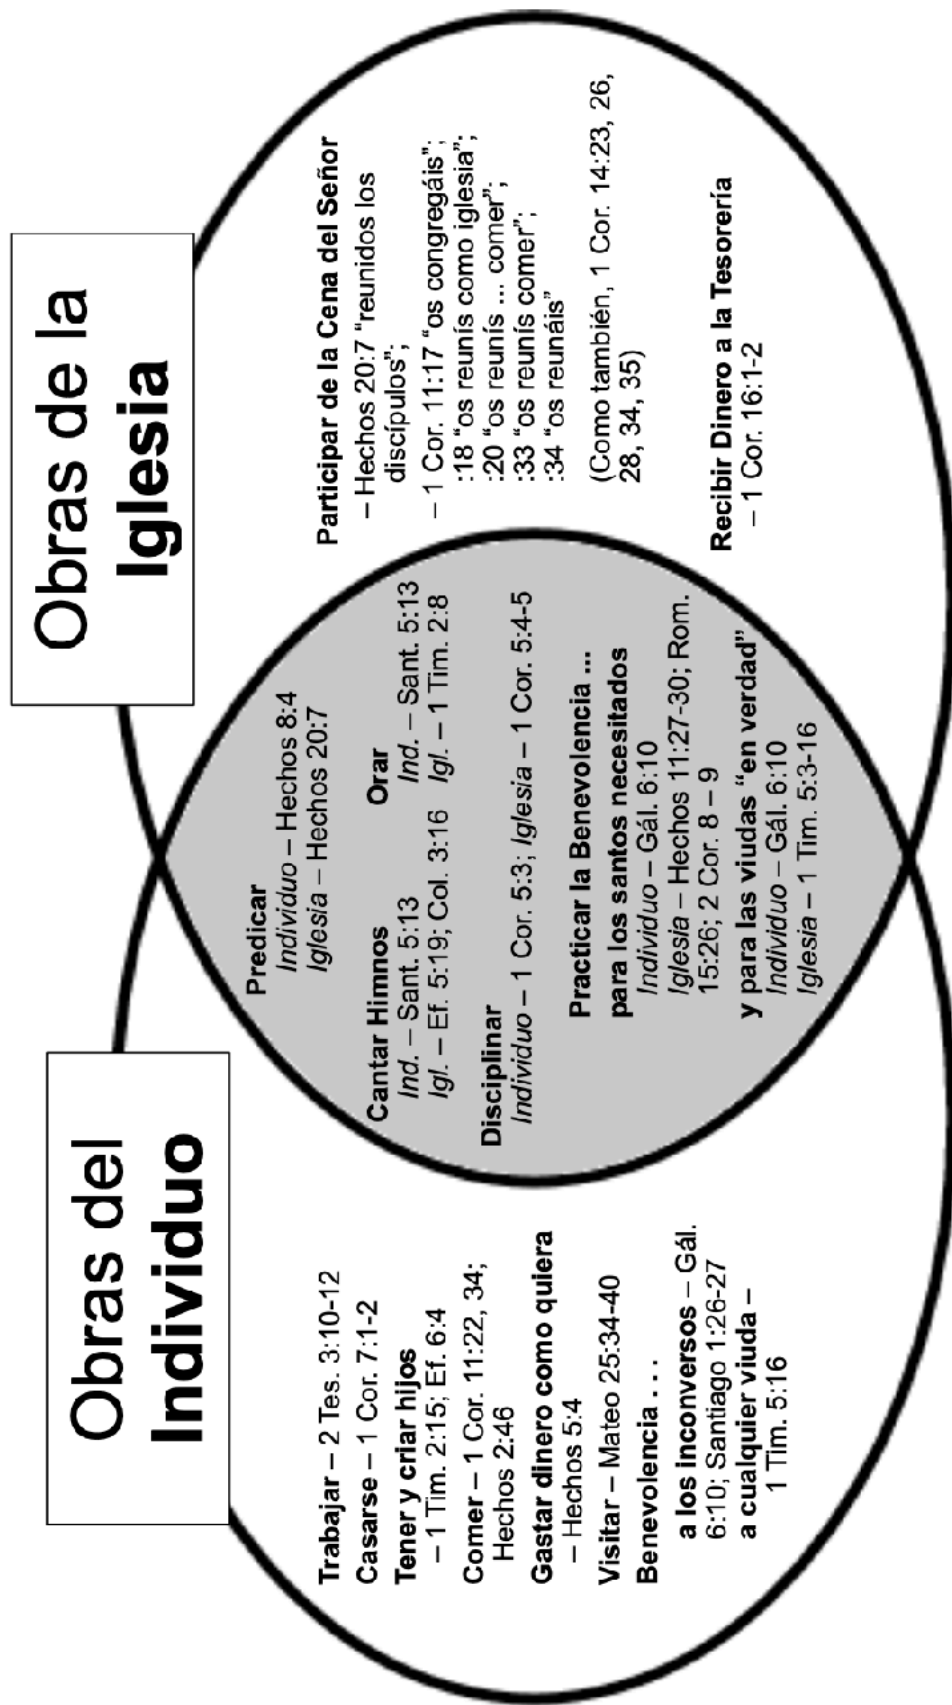 Obras del
Individuo
Trabajar – 2 Tes. 3:10-12
Casarse – 1 Cor. 7:1-2
Tener y criar hijos
– 1 Tim. 2:15; Ef. 6:4
Comer – 1 Cor. 11:22, 34;
Hechos 2:46
Gastar dinero como quiera
– Hechos 5:4
Visitar – Mateo 25:34-40
Benevolencia . . .
a los inconversos – Gál.
6:10; Santiago 1:26-27
a cualquier viuda –
1 Tim. 5:16
Predicar
Individuo – Hechos 8:4
Iglesia – Hechos 20:7
Cantar Himnos
Ind. – Sant. 5:13
Igl. – Ef. 5:19; Col. 3:16
Orar
Ind. – Sant. 5:13
Igl. – 1 Tim. 2:8
Disciplinar
Individuo – 1 Cor. 5:3; Iglesia – 1 Cor. 5:4-5
Practicar la Benevolencia ...
para los santos necesitados
Individuo – Gál. 6:10
Iglesia – Hechos 11:27-30; Rom.
15:26; 2 Cor. 8 – 9
y para las viudas “en verdad”
Individuo – Gál. 6:10
Iglesia – 1 Tim. 5:3-16
Obras de la
Iglesia
Participar de la Cena del Señor
– Hechos 20:7 “reunidos los
discípulos”;
– 1 Cor. 11:17 “os congregáis”;
:18 “os reunís como iglesia”;
:20 “os reunís ... comer”;
:33 “os reunís comer”;
:34 “os reunáis”
(Como también, 1 Cor. 14:23, 26,
28, 34, 35)
Recibir Dinero a la Tesorería
– 1 Cor. 16:1-2